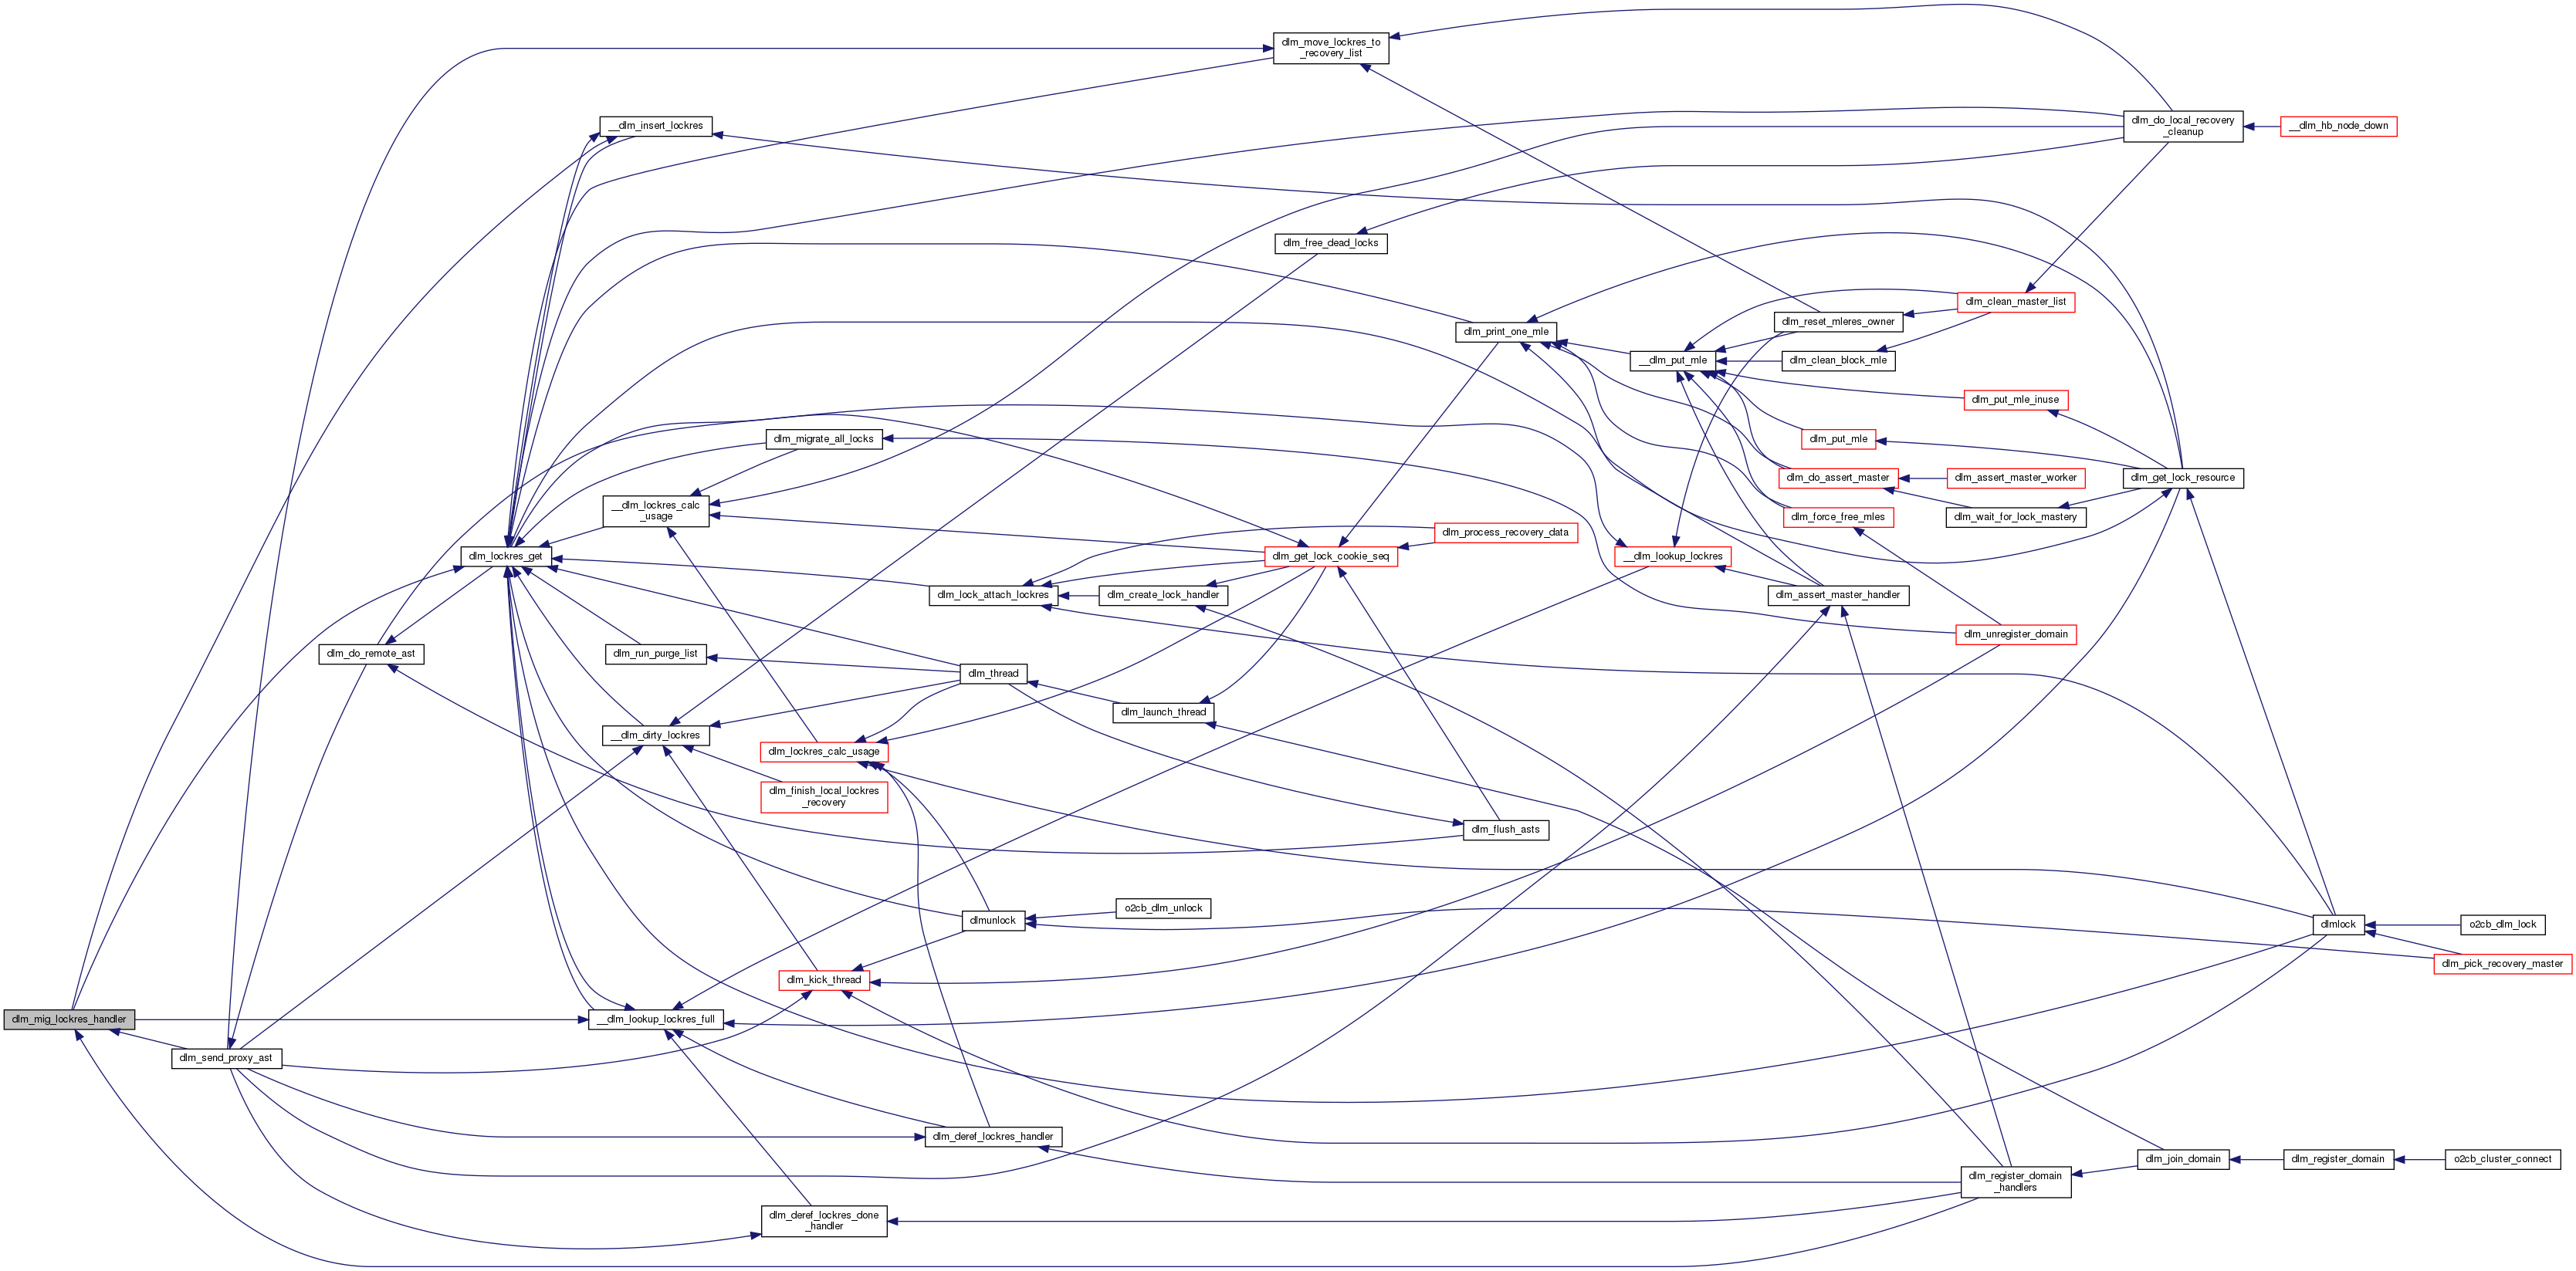 dlm_move_lockres_to
_recovery_list
__dlm_insert_lockres
dlm_do_local_recovery
_cleanup
__dlm_hb_node_down
dlm_free_dead_locks
dlm_clean_master_list
dlm_print_one_mle
dlm_reset_mleres_owner
__dlm_put_mle
dlm_clean_block_mle
dlm_put_mle_inuse
dlm_migrate_all_locks
dlm_put_mle
dlm_do_assert_master
dlm_assert_master_worker
dlm_get_lock_resource
__dlm_lockres_calc
_usage
dlm_force_free_mles
dlm_wait_for_lock_mastery
dlm_process_recovery_data
dlm_lockres_get
dlm_get_lock_cookie_seq
__dlm_lookup_lockres
dlm_lock_attach_lockres
dlm_create_lock_handler
dlm_assert_master_handler
dlm_unregister_domain
dlm_do_remote_ast
dlm_run_purge_list
dlm_thread
dlm_launch_thread
__dlm_dirty_lockres
dlm_lockres_calc_usage
dlm_finish_local_lockres
_recovery
dlm_flush_asts
dlmunlock
o2cb_dlm_unlock
dlmlock
o2cb_dlm_lock
dlm_pick_recovery_master
dlm_kick_thread
dlm_mig_lockres_handler
__dlm_lookup_lockres_full
dlm_send_proxy_ast
dlm_deref_lockres_handler
dlm_join_domain
dlm_register_domain
o2cb_cluster_connect
dlm_register_domain
_handlers
dlm_deref_lockres_done
_handler